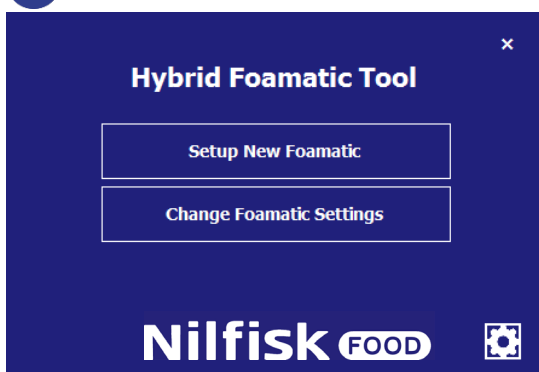 ×
Hybrid Foamatic Tool
Setup New Foamatic
Change Foamatic Settings
Nilfisk FOOD